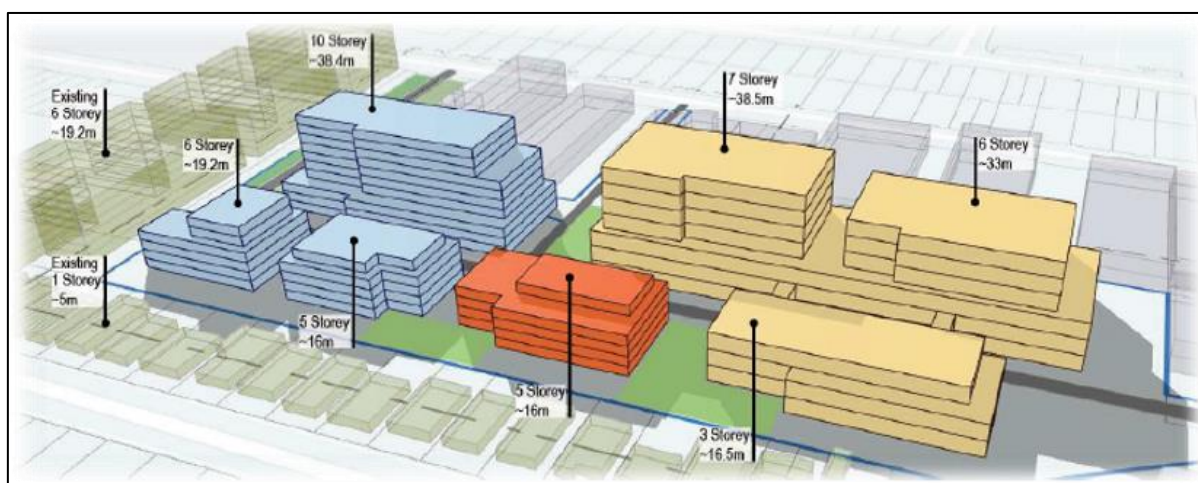 10 Storey
~38.4m
Existing
6 Storey
~19.2m
6 Storey
~19.2m
7 Storey
~38.5m
6 Storey
~33m
Existing
1 Storey
~5m
5 Storey
~16m
5 Storey
~16m
3 Storey
~16.5m